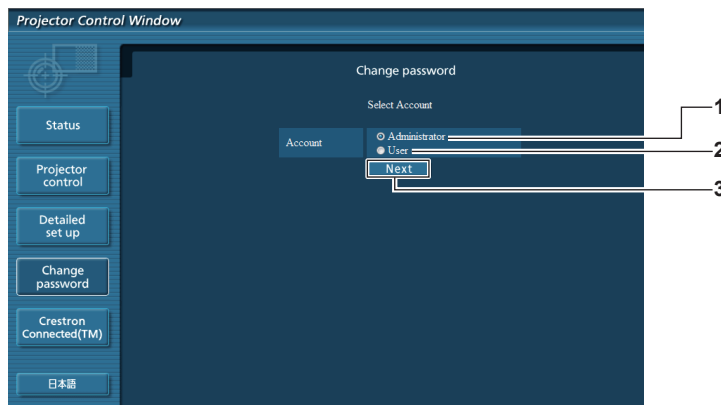 Projector Control Window
Change password
Select Account
Status
Account
Administrator
User
Next
1
2
3
Projector
control
Detailed
set up
Change
password
Crestron
Connected(TM)
日本語